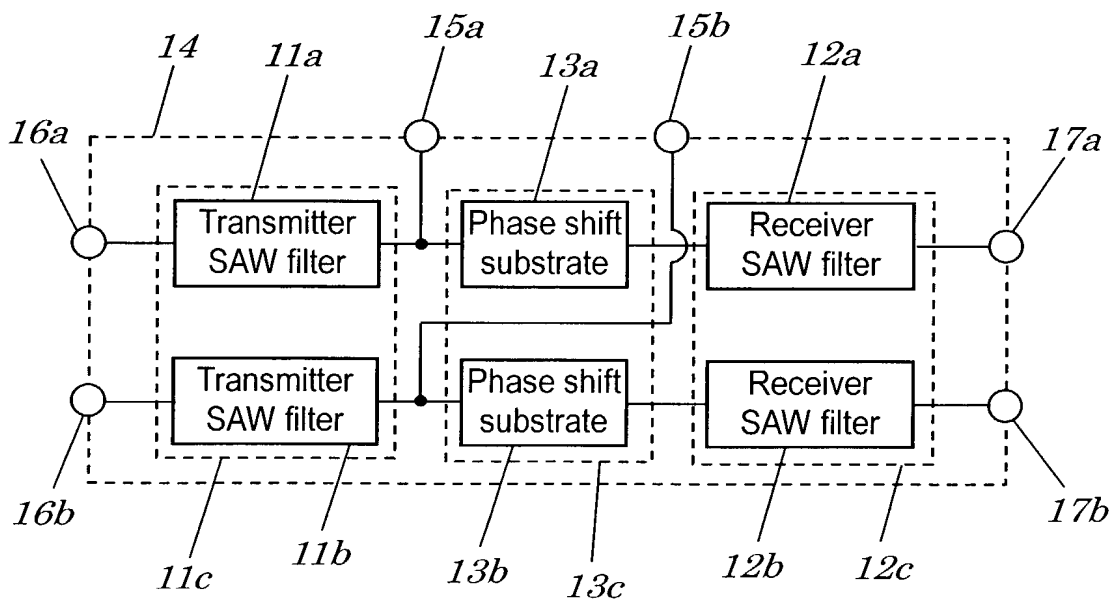 14
11a
15a
13a
15b
12a
16a
17a
Transmitter
SAW filter
Phase shift
substrate
Receiver
SAW filter
Transmitter
SAW filter
Phase shift
substrate
Receiver
SAW filter
16b
11c
11b
13b
13c
12b
12c
17b